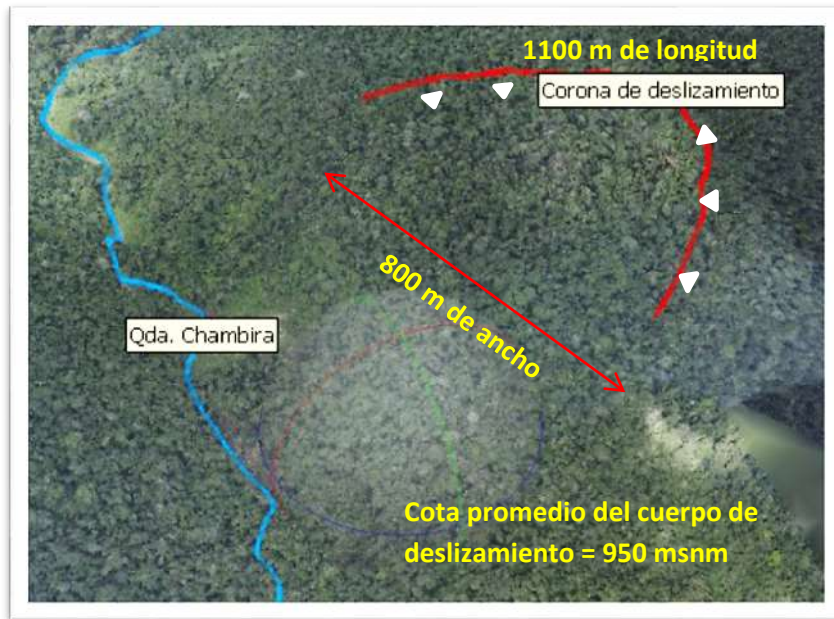 1100 m de longitud
Corona de deslizamiento
800 m de ancho
Qda. Chambira
Cota promedio del cuerpo de
deslizamiento = 950 msnm